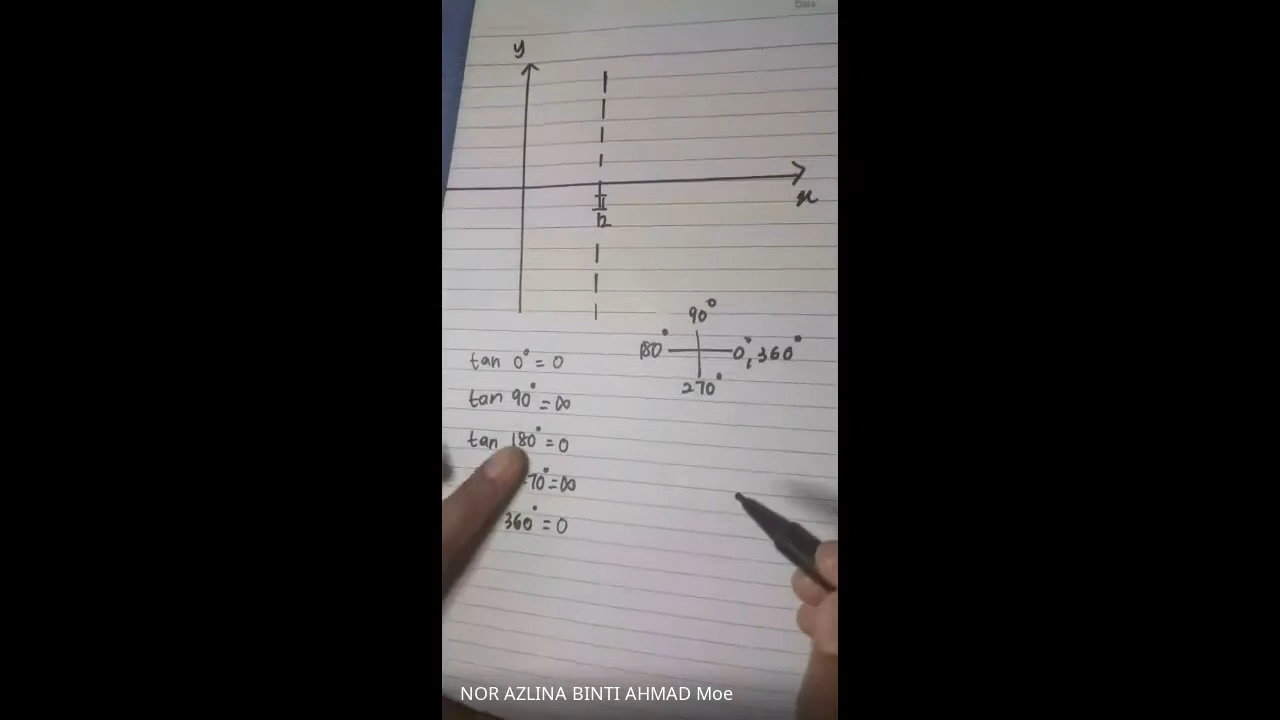 Date
y
x
π
2
90°
180° 0°, 360°
270°
tan 0° = 0
tan 90° = ∞
tan 180° = 0
70° = ∞
360° = 0
NOR AZLINA BINTI AHMAD Moe